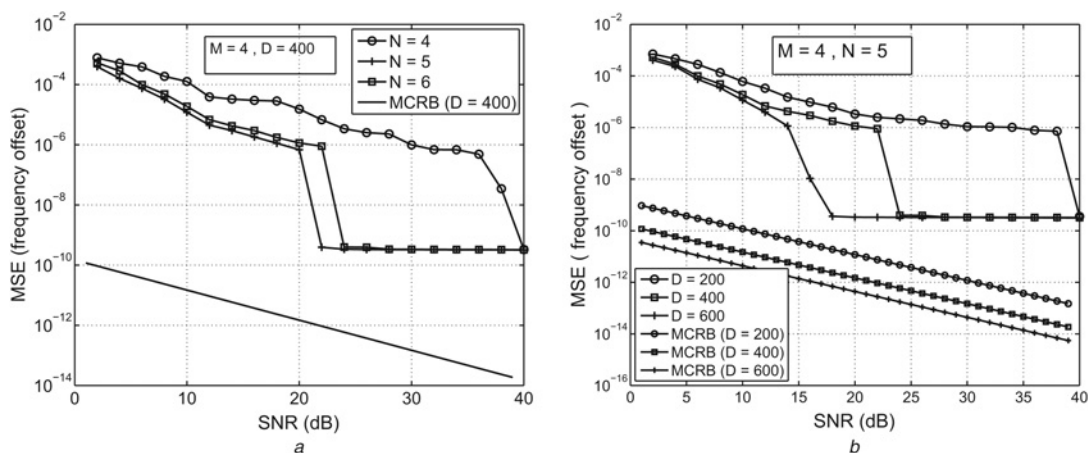 M = 4 , D = 400
N = 4
N = 5
N = 6
MCRB (D = 400)
MSE (frequency offset)
10−2
10−4
10−6
10−8
10−10
10−12
10−14
0
10
20
30
40
SNR (dB)
a
M = 4 , N = 5
MSE ( frequency offset)
10−2
10−4
10−6
10−8
10−10
10−12
10−14
10−16
D = 200
D = 400
D = 600
MCRB (D = 200)
MCRB (D = 400)
MCRB (D = 600)
0
5
10
15
20
25
30
35
40
SNR (dB)
b